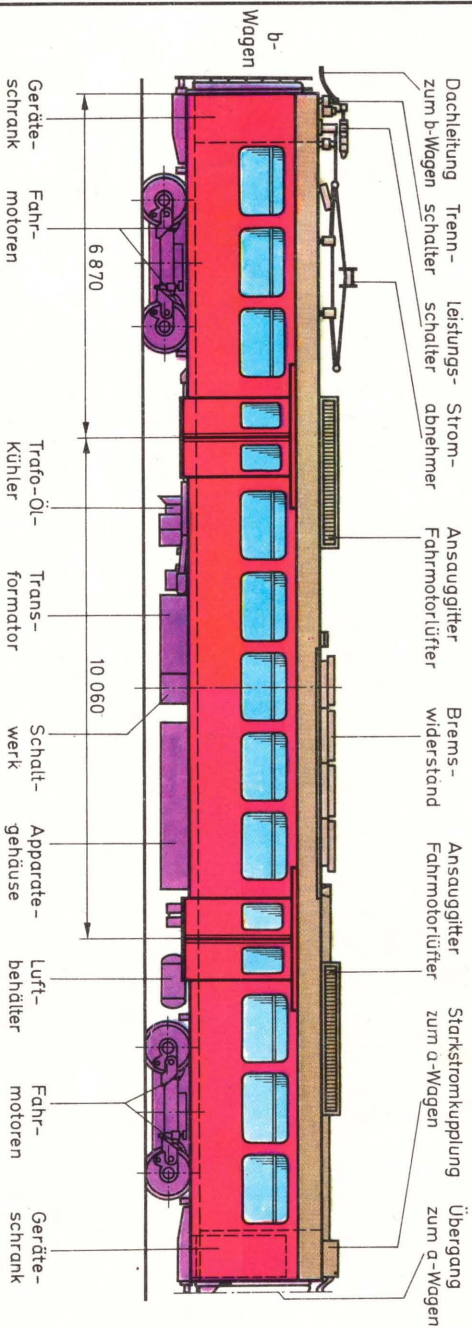 Dachleitung
zum b-Wagen
Trenn-
schalter
Leistungs-
schalter
Strom-
abnehmer
Ansauggitter
Fahrmotorlüfter
Brems-
widerstand
Ansauggitter
Fahrmotorlüfter
Starkstromkupplung
zum a-Wagen
Übergang
zum a-Wagen
b-
Wagen
6 870
10 060
Geräte-
schrank
Fahr-
motoren
Trafo-Öl-
Kühler
Trans-
formator
Schalt-
werk
Apparate-
gehäuse
Luft-
behälter
Fahr-
motoren
Geräte-
schrank